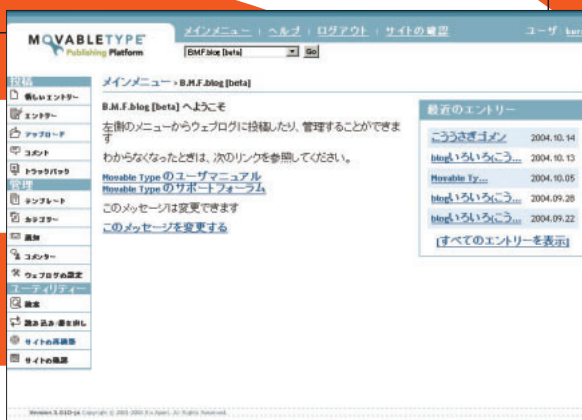 MOVABLETYPE
Publishing Platform
メインメニュー | ヘルプ | ログアウト | サイトの確認
ユーザ
B.M.F.blog [beta] Go
メインメニュー > B.M.F.blog [beta]
投稿
新しいエントリー
エントリー
アップロード
コメント
トラックバック
管理
テンプレート
カテゴリー
通知
コメンター
ウェブログの設定
ユーティリティー
検索
読み込み/書き出し
サイトの再構築
サイトの確認
B.M.F.blog [beta] へようこそ
左側のメニューからウェブログに投稿したり、管理することができま
す
わからなくなったときは、次のリンクを参照してください。
Movable Type のユーザマニュアル
Movable Type のサポートフォーラム
このメッセージは変更できます
このメッセージを変更する
最近のエントリー
こううさぎゴメン 2004.10.14
blogいろいろ(こう... 2004.10.13
Movable Ty... 2004.10.05
blogいろいろ(こう... 2004.09.28
blogいろいろ(こう... 2004.09.22
[すべてのエントリーを表示]
Version 3.01D-ja Copyright © 2001-2003 Six Apart. All Rights Reserved.